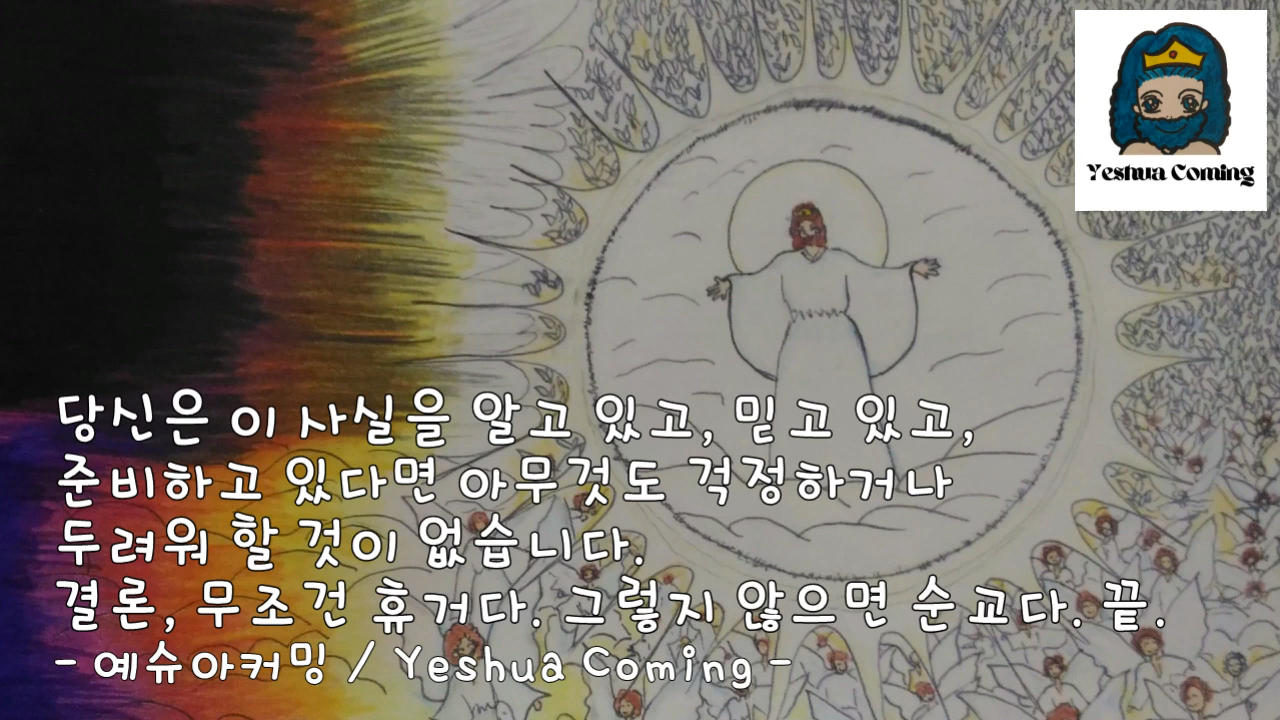 Yeshua Coming
당신은 이 사실을 알고 있고, 믿고 있고,
준비하고 있다면 아무것도 걱정하거나
두려워 할 것이 없습니다.
결론, 무조건 휴거다. 그렇지 않으면 순교다. 끝.
- 예슈아커밍 / Yeshua Coming -